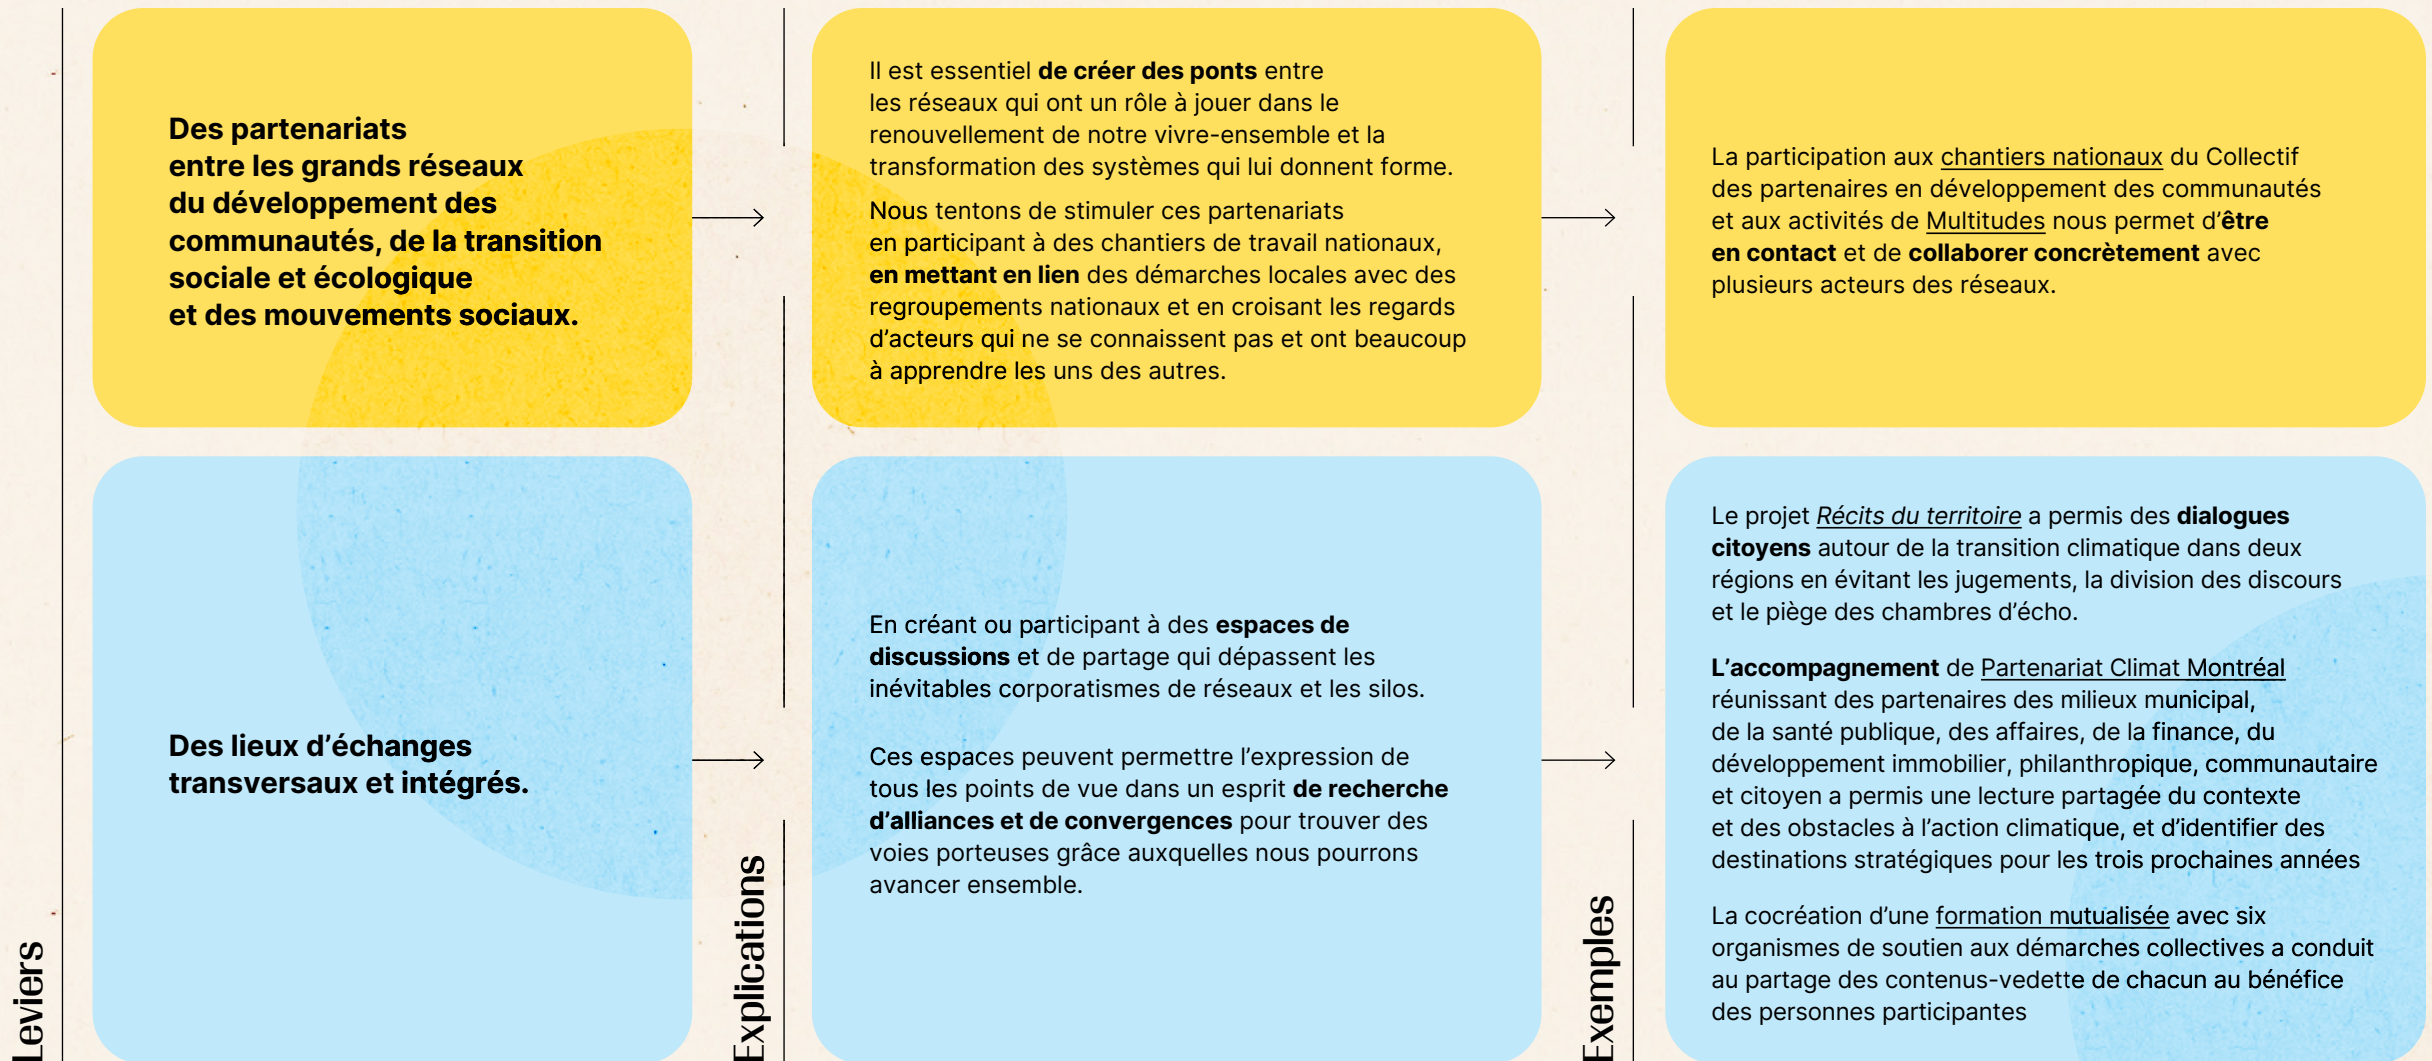 Leviers
Des partenariats
entre les grands réseaux
du développement des
communautés, de la transition
sociale et écologique
et des mouvements sociaux.
Explications
Il est essentiel de créer des ponts entre
les réseaux qui ont un rôle à jouer dans le
renouvellement de notre vivre-ensemble et la
transformation des systèmes qui lui donnent forme.
Nous tentons de stimuler ces partenariats
en participant à des chantiers de travail nationaux,
en mettant en lien des démarches locales avec des
regroupements nationaux et en croisant les regards
d’acteurs qui ne se connaissent pas et ont beaucoup
à apprendre les uns des autres.
Exemples
La participation aux chantiers nationaux du Collectif
des partenaires en développement des communautés
et aux activités de Multitudes nous permet d’être
en contact et de collaborer concrètement avec
plusieurs acteurs des réseaux.
Des lieux d’échanges
transversaux et intégrés.
En créant ou participant à des espaces de
discussions et de partage qui dépassent les
inévitables corporatismes de réseaux et les silos.
Ces espaces peuvent permettre l’expression de
tous les points de vue dans un esprit de recherche
d’alliances et de convergences pour trouver des
voies porteuses grâce auxquelles nous pourrons
avancer ensemble.
Le projet Récits du territoire a permis des dialogues
citoyens autour de la transition climatique dans deux
régions en évitant les jugements, la division des discours
et le piège des chambres d’écho.
L’accompagnement de Partenariat Climat Montréal
réunissant des partenaires des milieux municipal,
de la santé publique, des affaires, de la finance, du
développement immobilier, philanthropique, communautaire
et citoyen a permis une lecture partagée du contexte
et des obstacles à l’action climatique, et d’identifier des
destinations stratégiques pour les trois prochaines années
La cocréation d’une formation mutualisée avec six
organismes de soutien aux démarches collectives a conduit
au partage des contenus-vedette de chacun au bénéfice
des personnes participantes